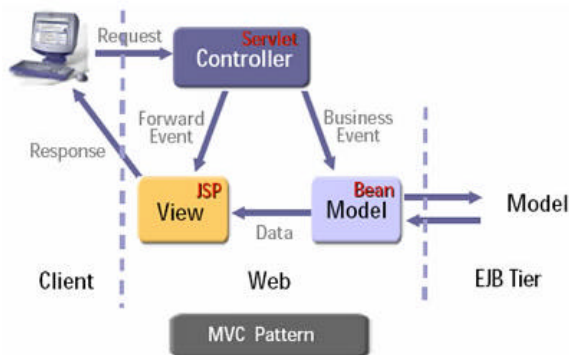 Request
Servlet
Controller
Forward
Event
Business
Event
Response
JSP
View
Bean
Model
Data
Model
Client
Web
EJB Tier
MVC Pattern